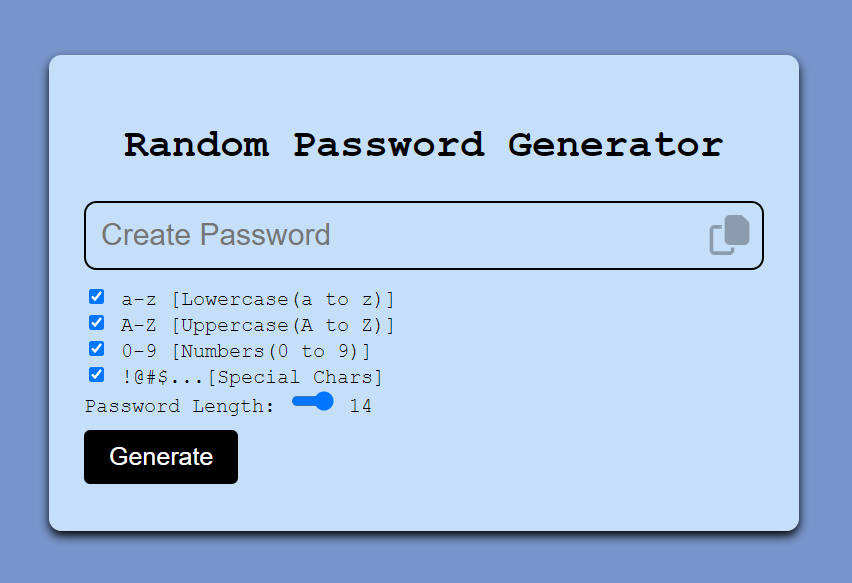 Random Password Generator
Create Password
a-z [Lowercase(a to z)]
A-Z [Uppercase(A to Z)]
0-9 [Numbers(0 to 9)]
!@#$...[Special Chars]
Password Length: 14
Generate